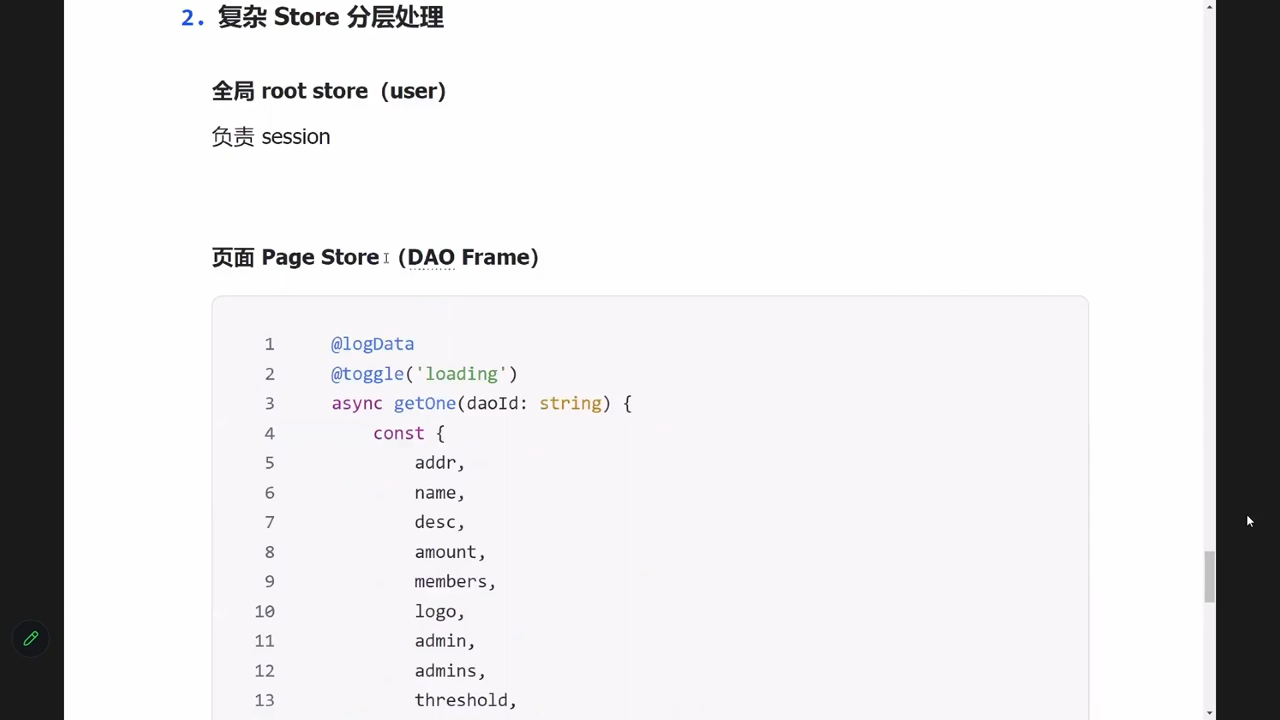 2. 复杂 Store 分层处理
全局 root store（user）
负责 session
页面 Page Store（DAO Frame）
1 @logData
2 @toggle('loading')
3 async getOne(daoId: string) {
4 const {
5 addr,
6 name,
7 desc,
8 amount,
9 members,
10 logo,
11 admin,
12 admins,
13 threshold,